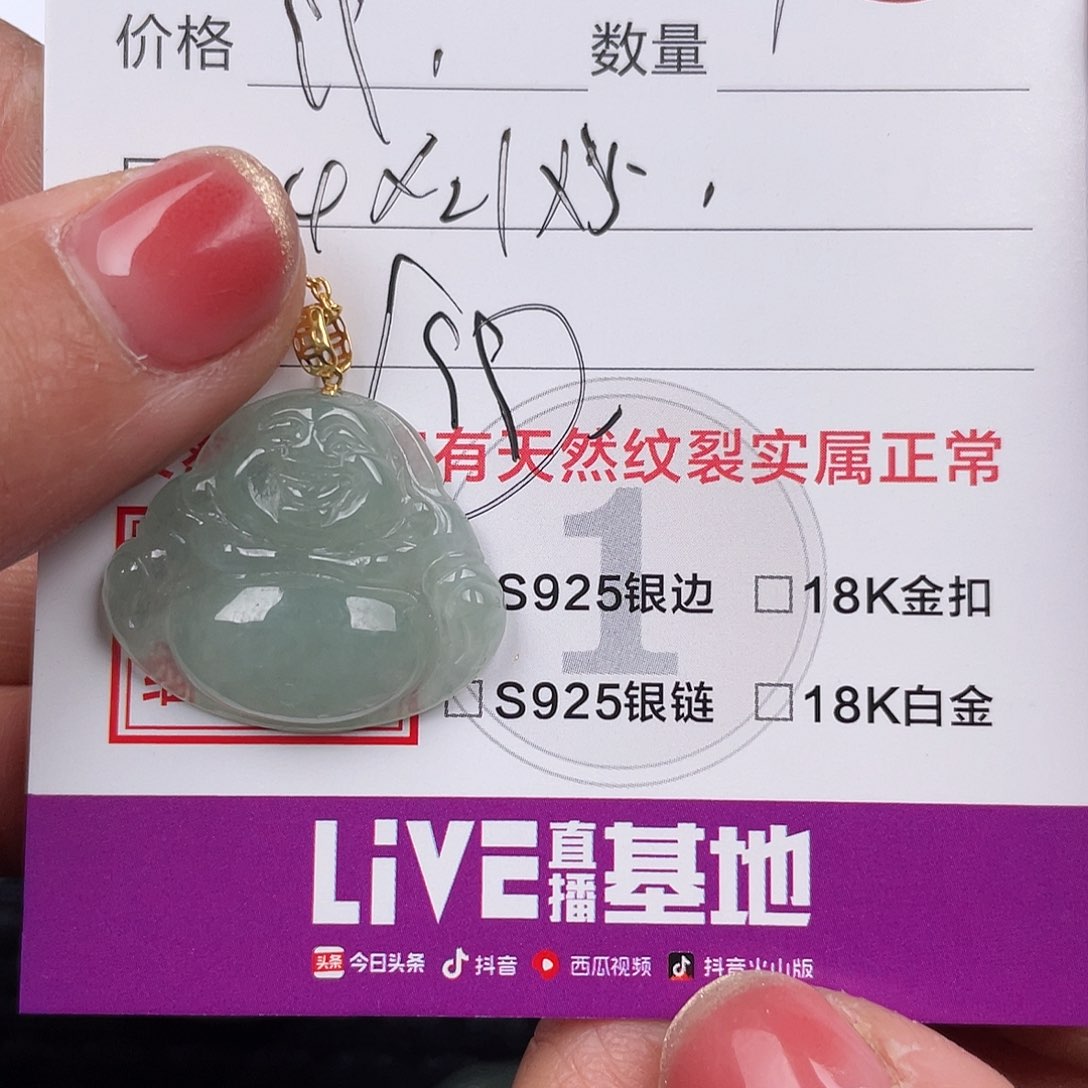 价格 数量
4X21X5.
有天然纹裂实属正常
S925银边 18K金扣
S925银链 18K白金
1
LiVE直播基地
头条 今日头条 抖音 西瓜视频 抖音火山版